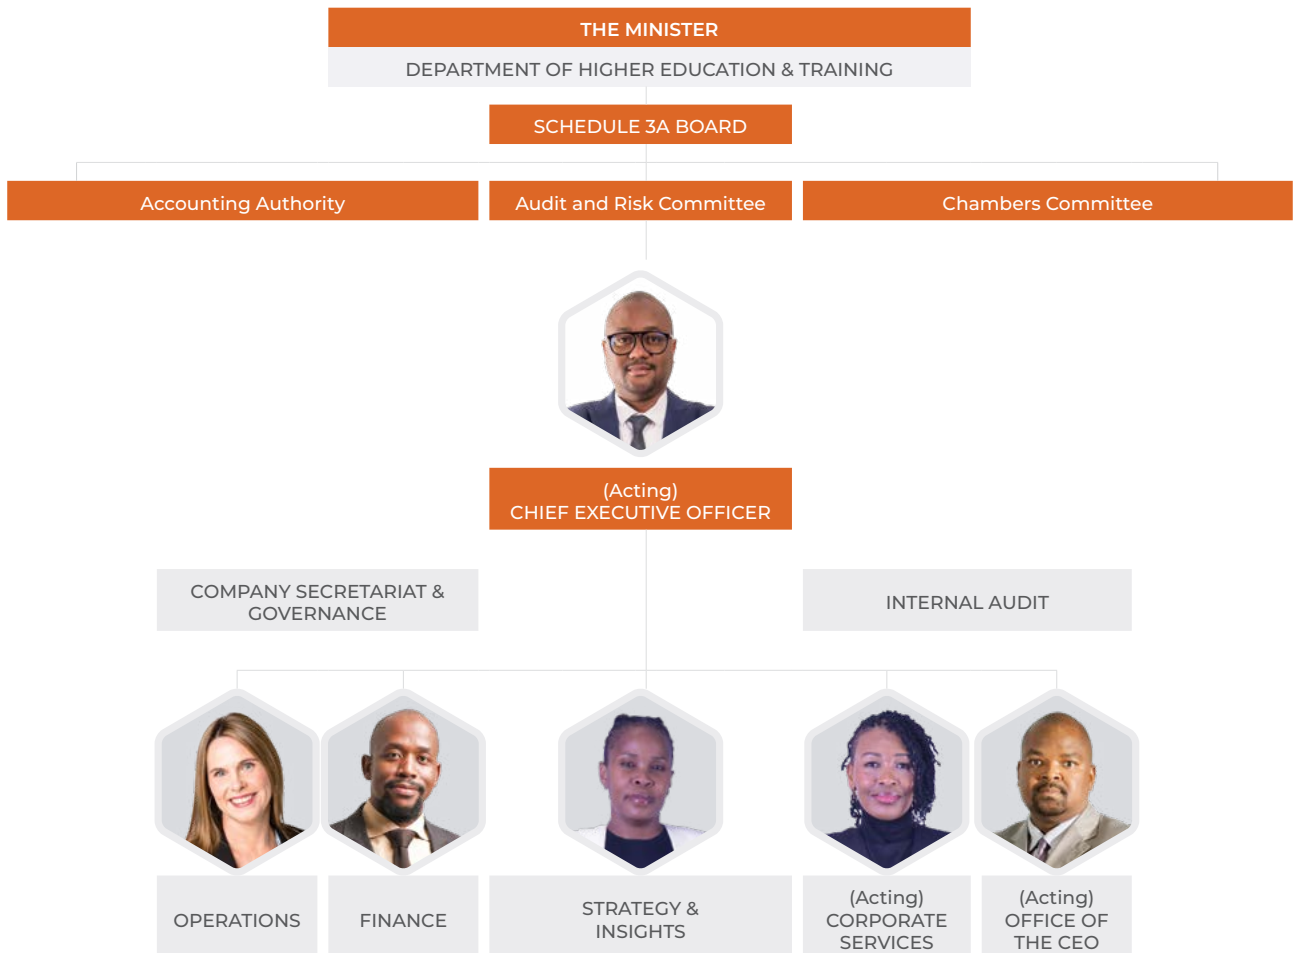 THE MINISTER
DEPARTMENT OF HIGHER EDUCATION & TRAINING
SCHEDULE 3A BOARD
Accounting Authority
Audit and Risk Committee
Chambers Committee
(Acting)
CHIEF EXECUTIVE OFFICER
COMPANY SECRETARIAT &
GOVERNANCE
INTERNAL AUDIT
OPERATIONS
FINANCE
STRATEGY &
INSIGHTS
(Acting)
CORPORATE
SERVICES
(Acting)
OFFICE OF
THE CEO